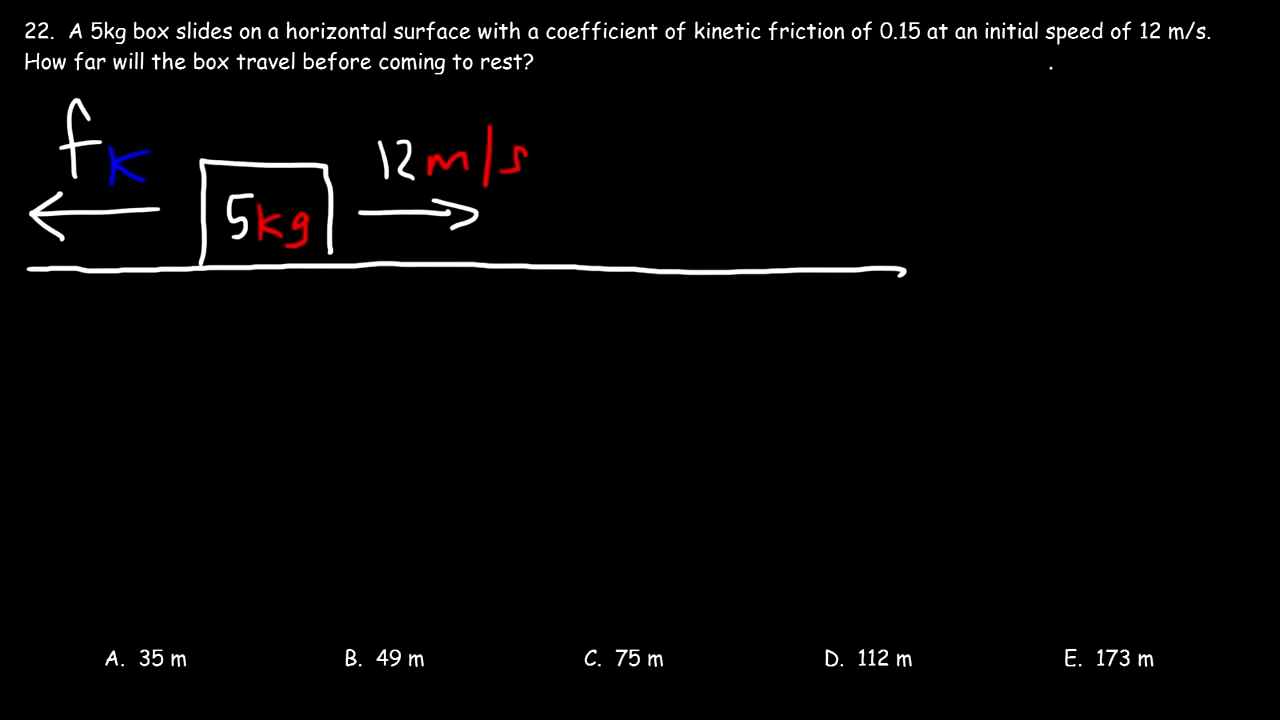 22. A 5kg box slides on a horizontal surface with a coefficient of kinetic friction of 0.15 at an initial speed of 12 m/s.
How far will the box travel before coming to rest?
fK
12 m/s
5kg
A. 35 m B. 49 m C. 75 m D. 112 m E. 173 m